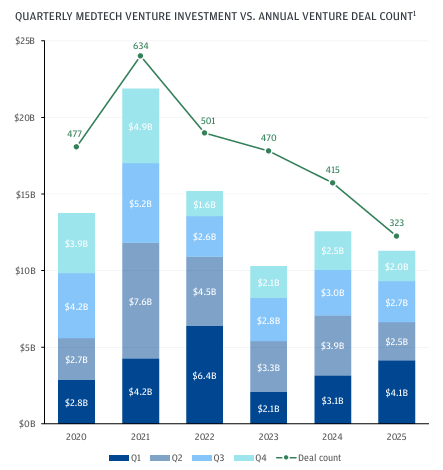 QUARTERLY MEDTECH VENTURE INVESTMENT VS. ANNUAL VENTURE DEAL COUNT¹
$25B
$20B
$15B
$10B
$5B
$0B
477
634
501
470
415
323
$3.9B
$4.2B
$2.7B
$2.8B
$4.9B
$5.2B
$7.6B
$4.2B
$1.6B
$2.6B
$4.5B
$6.4B
$2.1B
$2.8B
$3.3B
$2.1B
$2.5B
$3.0B
$3.9B
$3.1B
$2.0B
$2.7B
$2.5B
$4.1B
2020 2021 2022 2023 2024 2025
Q1 Q2 Q3 Q4 Deal count